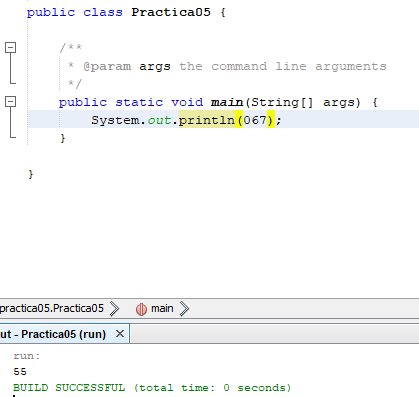 public class Practica05 {
/**
* @param args the command line arguments
*/
public static void main(String[] args) {
System.out.println(067);
}
}
practica05.Practica05 main
ut - Practica05 (run) ×
run:
55
BUILD SUCCESSFUL (total time: 0 seconds)